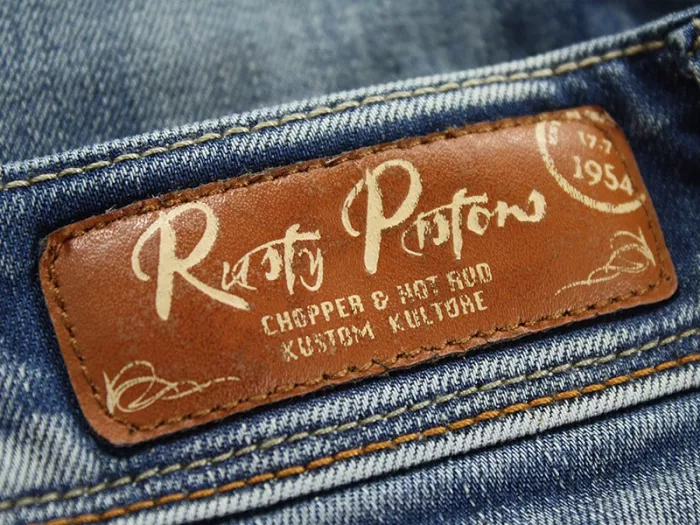 Rusty Pistons
CHOPPER & HOT ROD
KUSTOM KULTURE
17.7
1954